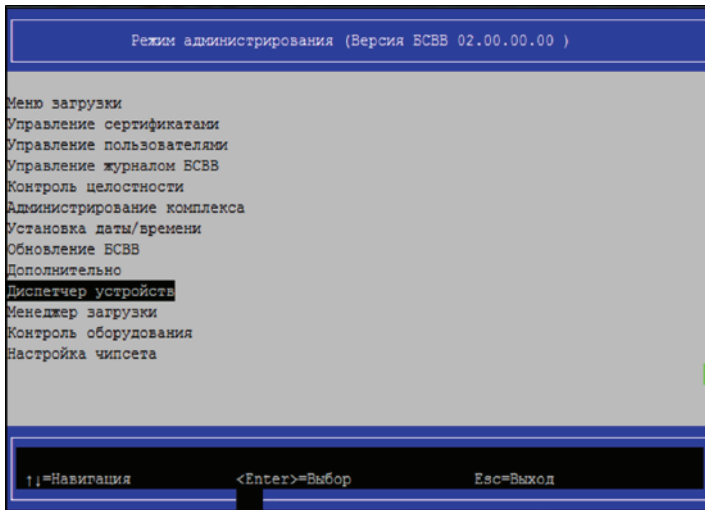 Режим администрирования (Версия БСВВ 02.00.00.00 )
Меню загрузки
Управление сертификатами
Управление пользователями
Управление журналом БСВВ
Контроль целостности
Администрирование комплекса
Установка даты/времени
Обновление БСВВ
Дополнительно
Диспетчер устройств
Менеджер загрузки
Контроль оборудования
Настройка чипсета
↑↓=Навигация <Enter>=Выбор Esc=Выход